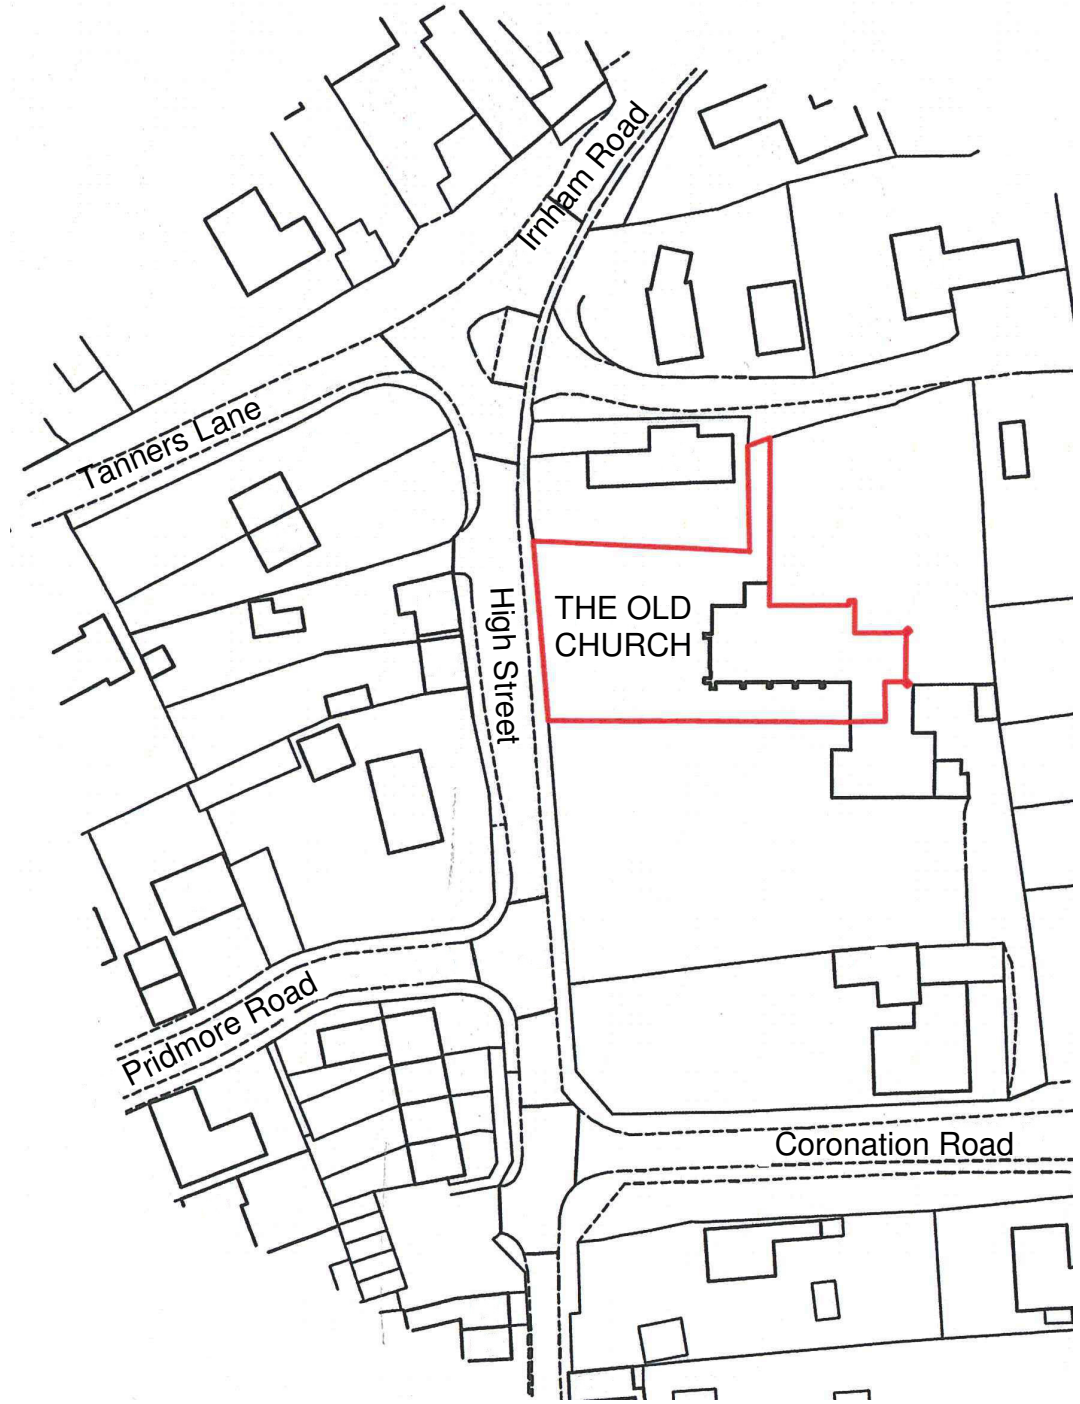 Irnham Road
Tanners Lane
High Street
THE OLD
CHURCH
Pridmore Road
Coronation Road